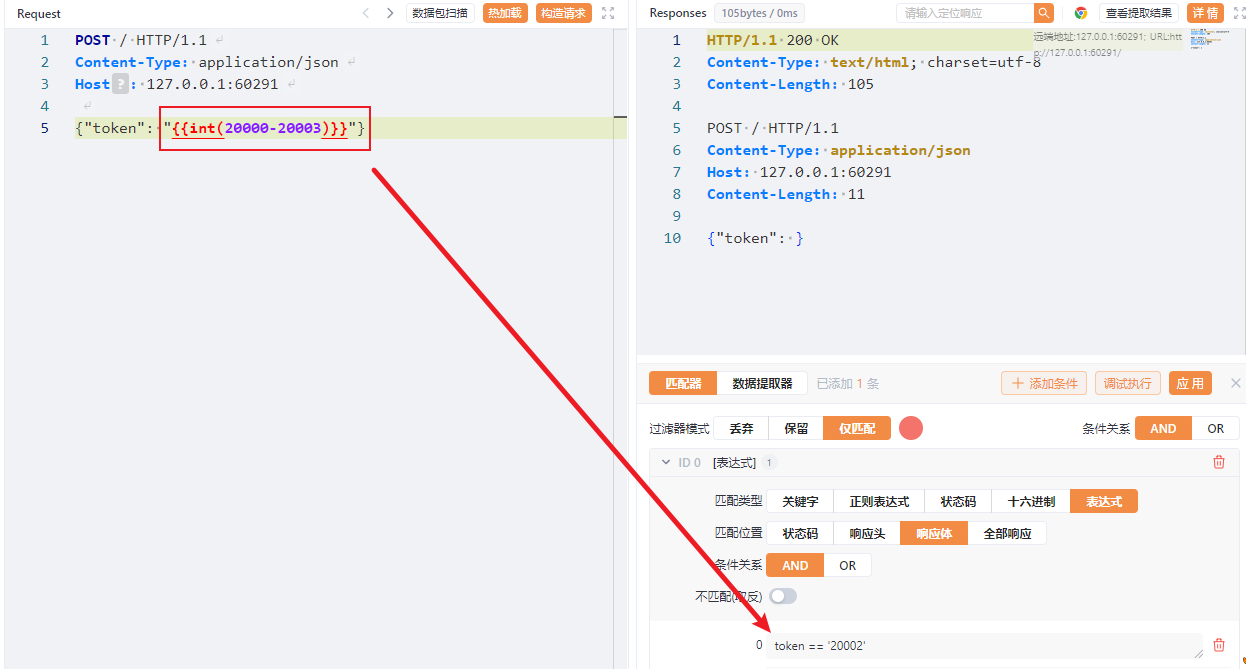 Request
数据包扫描
热加载
构造请求
1 POST / HTTP/1.1
2 Content-Type: application/json
3 Host ? : 127.0.0.1:60291
4
5 {"token": "{{int(20000-20003)}}"}
Responses
105bytes / 0ms
请输入定位响应
查看提取结果
详情
远端地址:127.0.0.1:60291; URL:htt
p://127.0.0.1:60291/
1 HTTP/1.1 200 OK
2 Content-Type: text/html; charset=utf-8
3 Content-Length: 105
4
5 POST / HTTP/1.1
6 Content-Type: application/json
7 Host: 127.0.0.1:60291
8 Content-Length: 11
9
10 {"token": }
匹配器
数据提取器
已添加 1 条
添加条件
调试执行
应用
过滤器模式 丢弃 保留 仅匹配
条件关系 AND OR
ID 0 [表达式] 1
匹配类型 关键字 正则表达式 状态码 十六进制 表达式
匹配位置 状态码 响应头 响应体 全部响应
条件关系 AND OR
不匹配(取反)
0 token == '20002'